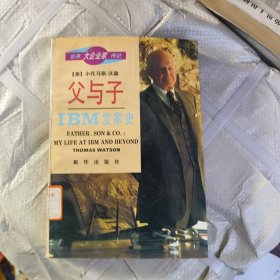 世界大企业家传记
【美】小托马斯·沃森
父与子
IBM发家史
FATHER, SON & CO.:
MY LIFE AT IBM AND BEYOND
THOMAS WATSON
新华出版社